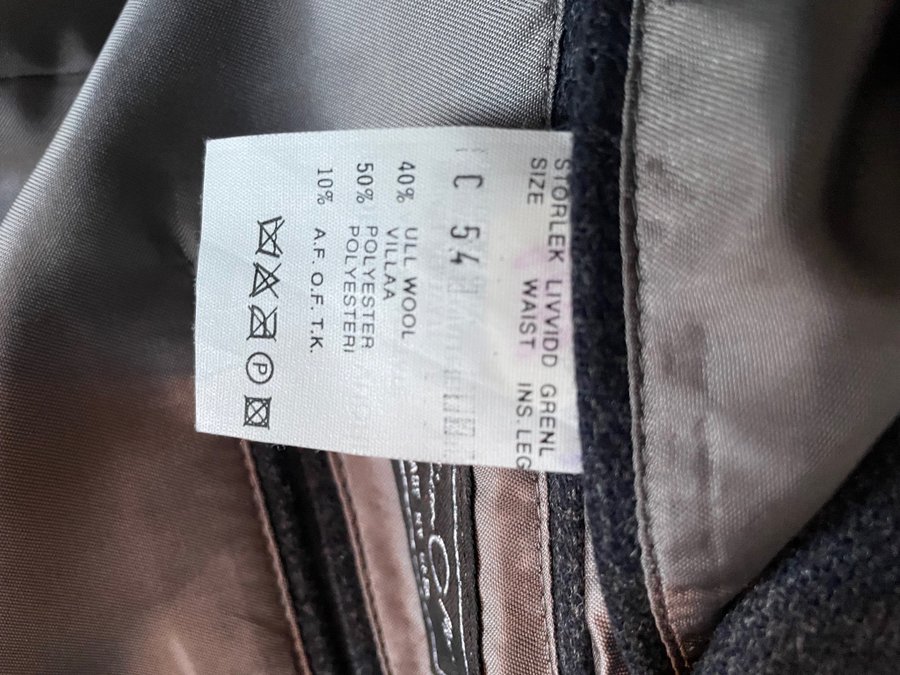 STORLEK LIVVIDD GRENL
SIZE WAIST INS.LEG
C 54
40% ULL WOOL
VILLAA
50% POLYESTER
POLYESTERI
10% A.F. O.F. T.K.
P